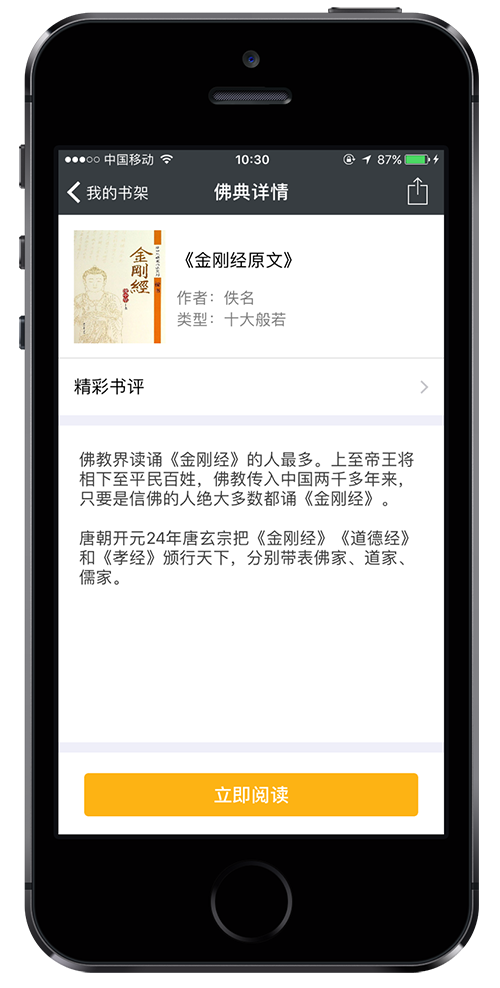 中国移动
10:30
87%
我的书架
佛典详情
金剛經
《金刚经原文》
作者：佚名
类型：十大般若
精彩书评
佛教界读诵《金刚经》的人最多。上至帝王将
相下至平民百姓，佛教传入中国两千多年来，
只要是信佛的人绝大多数都诵《金刚经》。
唐朝开元24年唐玄宗把《金刚经》《道德经》
和《孝经》颁行天下，分别带表佛家、道家、
儒家。
立即阅读